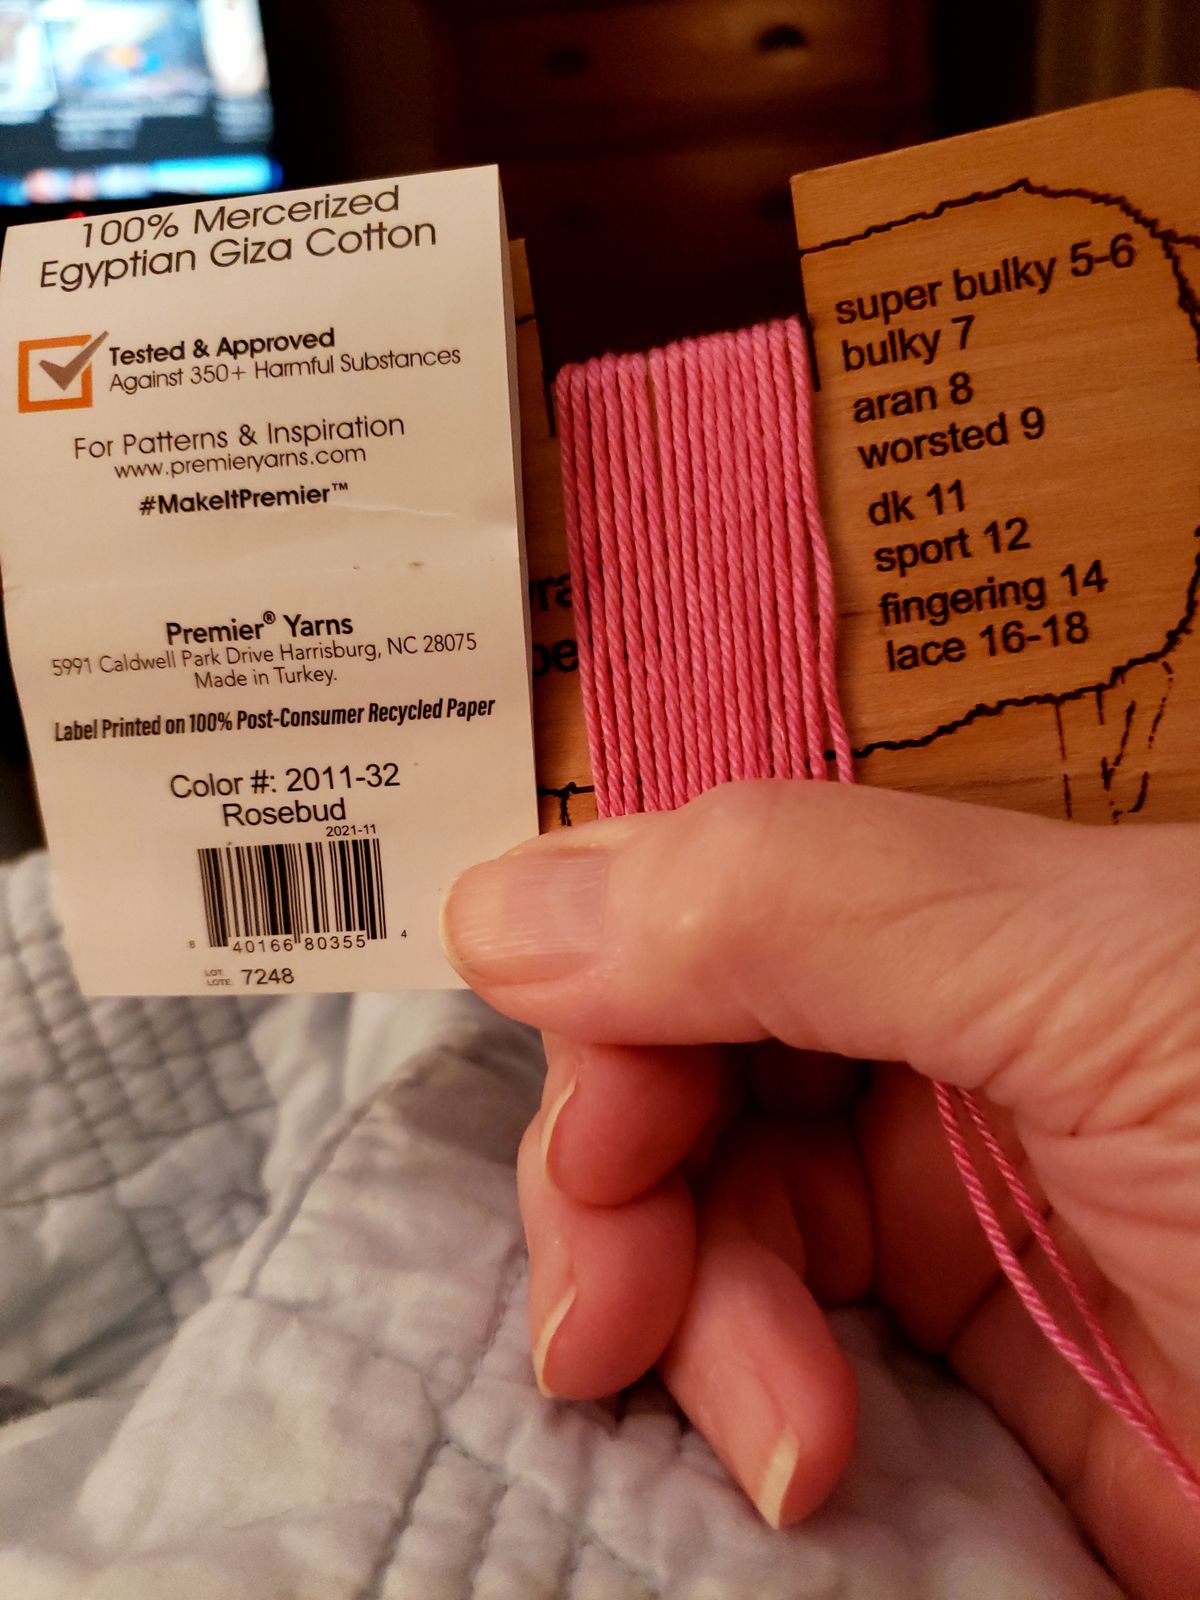 100% Mercerized
Egyptian Giza Cotton
Tested & Approved
Against 350+ Harmful Substances
For Patterns & Inspiration
www.premieryarns.com
#MakeItPremier™
Premier® Yarns
5991 Caldwell Park Drive Harrisburg, NC 28075
Made in Turkey.
Label Printed on 100% Post-Consumer Recycled Paper
Color #: 2011-32
Rosebud
2021-11
8 40166 80355 4
LOT.
LOTE. 7248
super bulky 5-6
bulky 7
aran 8
worsted 9
dk 11
sport 12
fingering 14
lace 16-18